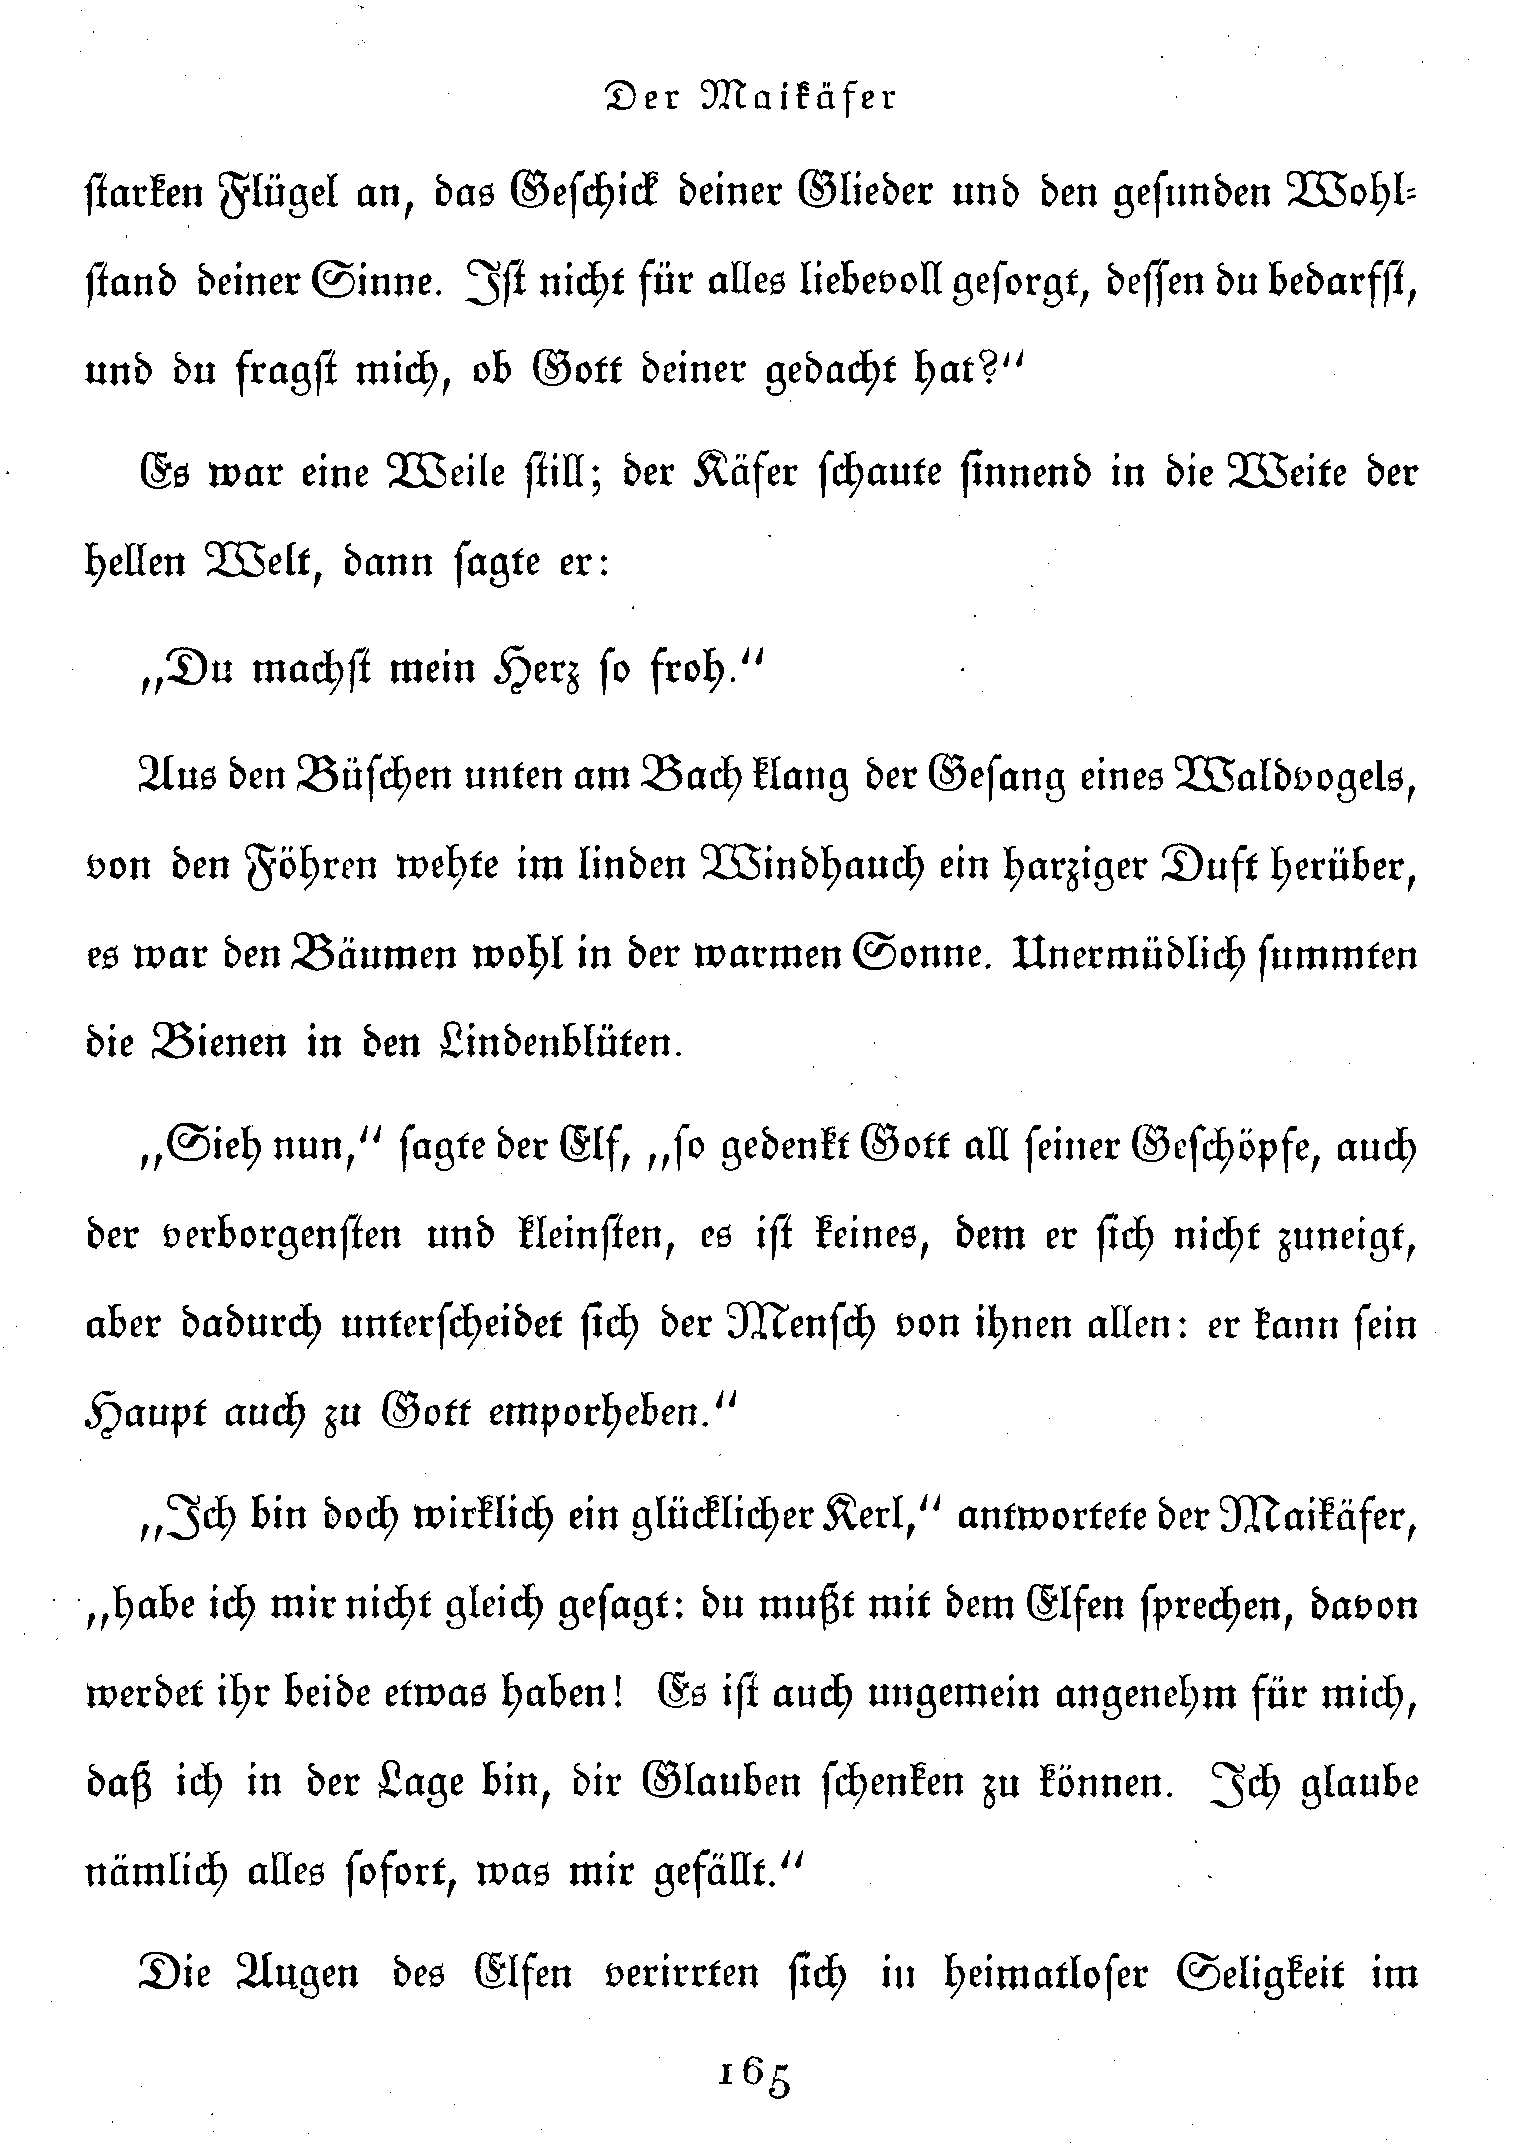 Der Maikäfer
starken Flügel an, das Geschick deiner Glieder und den gesunden Wohl-
stand deiner Sinne. Ist nicht für alles liebevoll gesorgt, dessen du bedarfst,
und du fragst mich, ob Gott deiner gedacht hat?“
Es war eine Weile still; der Käfer schaute sinnend in die Weite der
hellen Welt, dann sagte er:
„Du machst mein Herz so froh.“
Aus den Büschen unten am Bach klang der Gesang eines Waldvogels,
von den Föhren wehte im linden Windhauch ein harziger Duft herüber,
es war den Bäumen wohl in der warmen Sonne. Unermüdlich summten
die Bienen in den Lindenblüten.
„Sieh nun,“ sagte der Elf, „so gedenkt Gott all seiner Geschöpfe, auch
der verborgensten und kleinsten, es ist keines, dem er sich nicht zuneigt,
aber dadurch unterscheidet sich der Mensch von ihnen allen: er kann sein
Haupt auch zu Gott emporheben.“
„Ich bin doch wirklich ein glücklicher Kerl,“ antwortete der Maikäfer,
„habe ich mir nicht gleich gesagt: du mußt mit dem Elfen sprechen, davon
werdet ihr beide etwas haben! Es ist auch ungemein angenehm für mich,
daß ich in der Lage bin, dir Glauben schenken zu können. Ich glaube
nämlich alles sofort, was mir gefällt.“
Die Augen des Elfen verirrten sich in heimatloser Seligkeit im
165